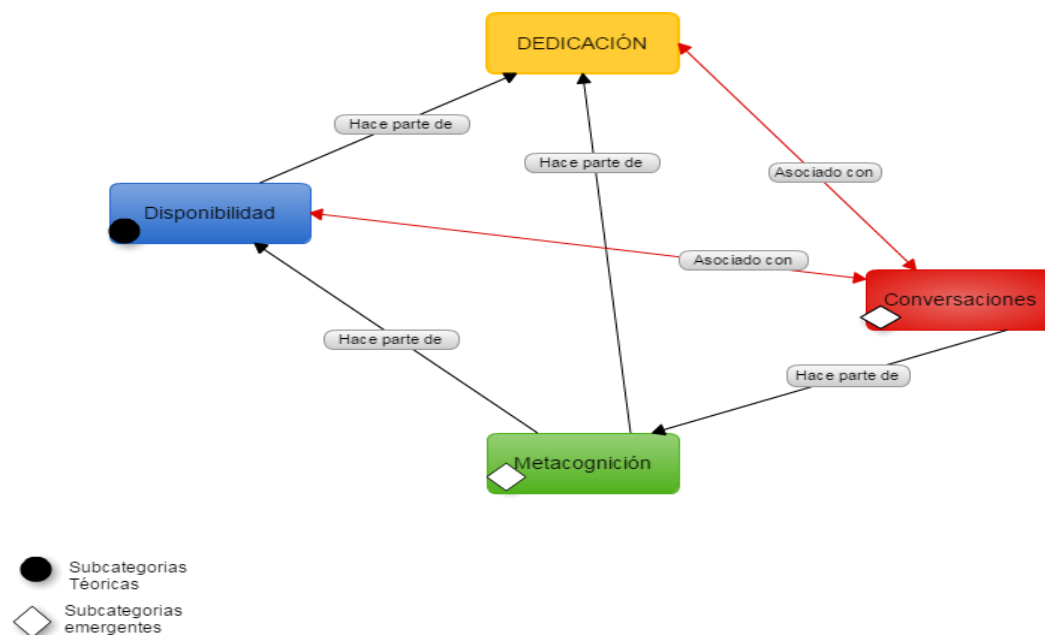 DEDICACIÓN
Hace parte de
Hace parte de
Asociado con
Disponibilidad
Asociado con
Conversaciones
Hace parte de
Hace parte de
Metacognición
Subcategorias
Téoricas
Subcategorias
emergentes